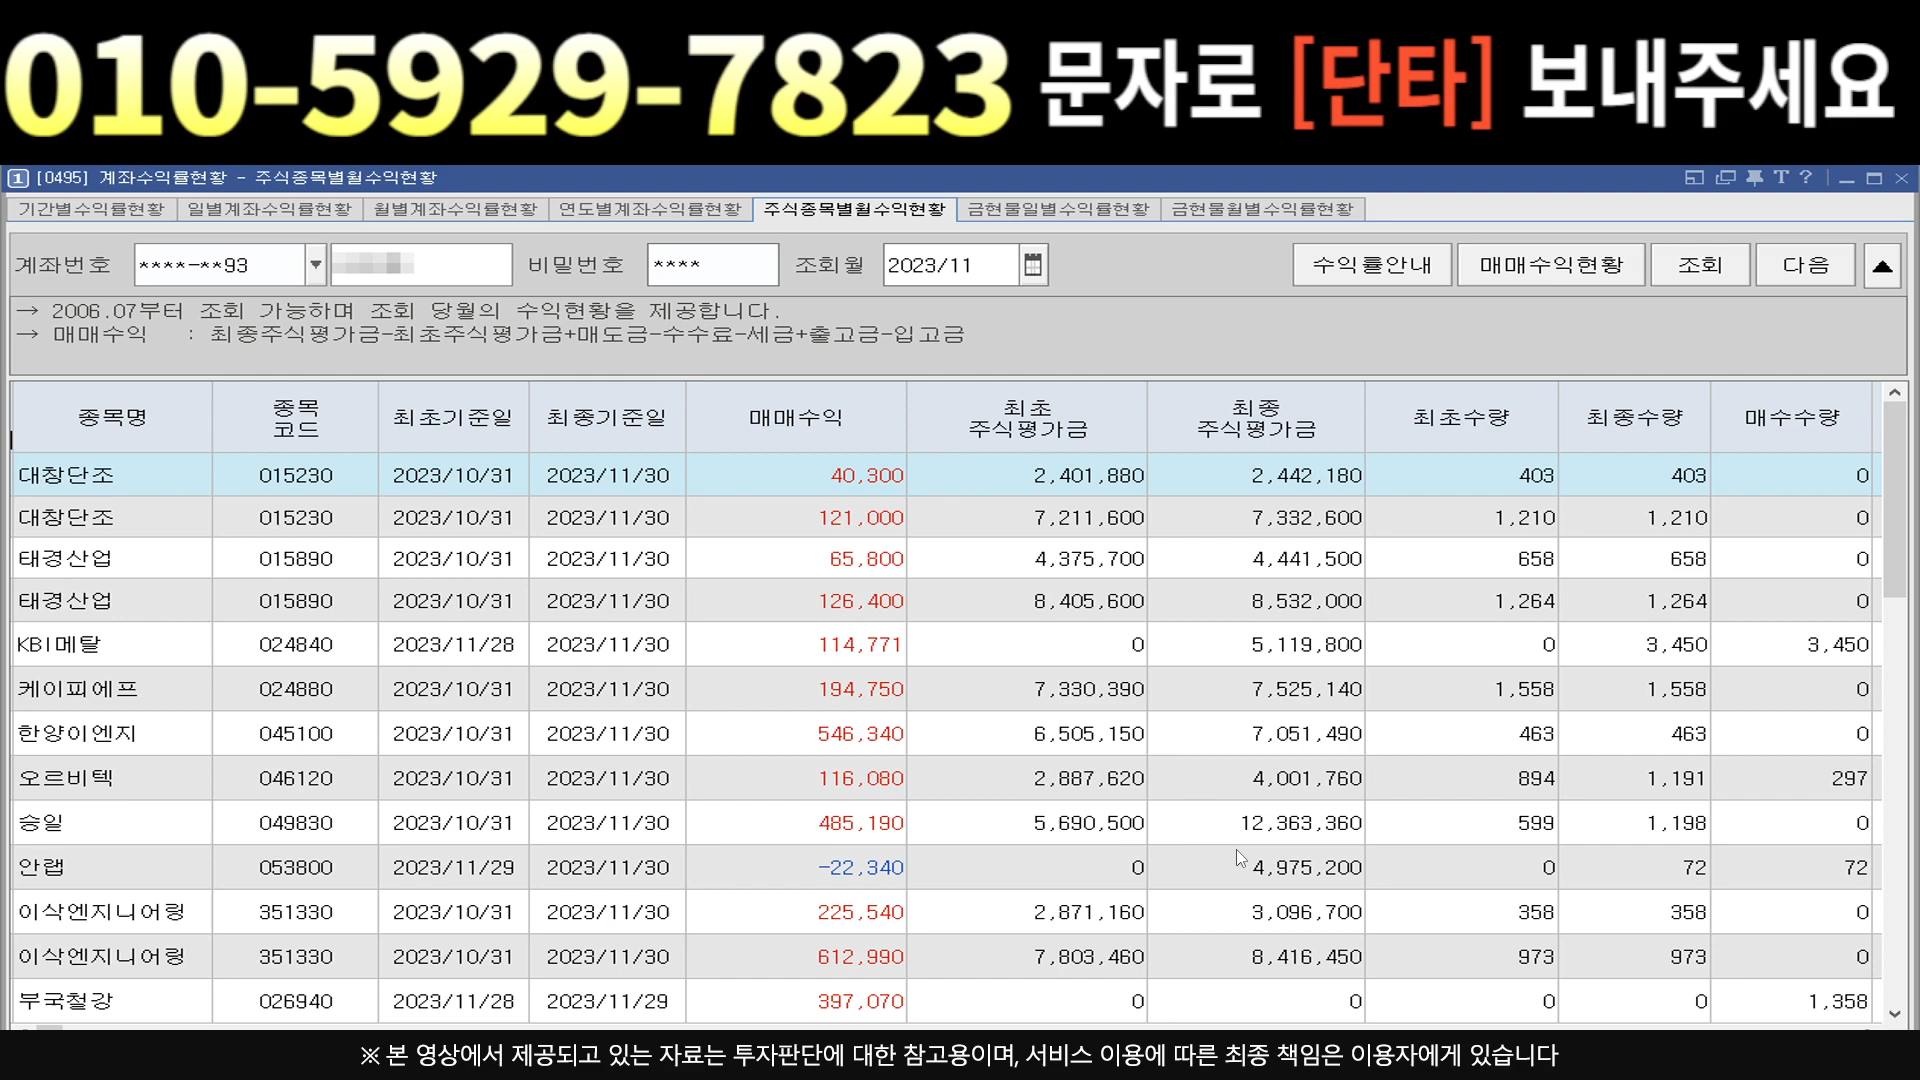 010-5929-7823 문자로 [단타] 보내주세요
1 [0495] 계좌수익률현황 - 주식종목별월수익현황
기간별수익률현황 일별계좌수익률현황 월별계좌수익률현황 연도별계좌수익률현황 주식종목별월수익현황 금현물일별수익률현황 금현물월별수익률현황
계좌번호 ****-**93 비밀번호 **** 조회월 2023/11 수익률안내 매매수익현황 조회 다음
→ 2006.07부터 조회 가능하며 조회 당월의 수익현황을 제공합니다.
→ 매매수익 : 최종주식평가금-최초주식평가금+매도금-수수료-세금+출고금-입고금
종목명 종목코드 최초기준일 최종기준일 매매수익 최초주식평가금 최종주식평가금 최초수량 최종수량 매수수량
대창단조 015230 2023/10/31 2023/11/30 40,300 2,401,880 2,442,180 403 403 0
대창단조 015230 2023/10/31 2023/11/30 121,000 7,211,600 7,332,600 1,210 1,210 0
태경산업 015890 2023/10/31 2023/11/30 65,800 4,375,700 4,441,500 658 658 0
태경산업 015890 2023/10/31 2023/11/30 126,400 8,405,600 8,532,000 1,264 1,264 0
KBI메탈 024840 2023/11/28 2023/11/30 114,771 0 5,119,800 0 3,450 3,450
케이피에프 024880 2023/10/31 2023/11/30 194,750 7,330,390 7,525,140 1,558 1,558 0
한양이엔지 045100 2023/10/31 2023/11/30 546,340 6,505,150 7,051,490 463 463 0
오르비텍 046120 2023/10/31 2023/11/30 116,080 2,887,620 4,001,760 894 1,191 297
승일 049830 2023/10/31 2023/11/30 485,190 5,690,500 12,363,360 599 1,198 0
안랩 053800 2023/11/29 2023/11/30 -22,340 0 4,975,200 0 72 72
이삭엔지니어링 351330 2023/10/31 2023/11/30 225,540 2,871,160 3,096,700 358 358 0
이삭엔지니어링 351330 2023/10/31 2023/11/30 612,990 7,803,460 8,416,450 973 973 0
부국철강 026940 2023/11/28 2023/11/29 397,070 0 0 0 0 1,358
※ 본 영상에서 제공되고 있는 자료는 투자판단에 대한 참고용이며, 서비스 이용에 따른 최종 책임은 이용자에게 있습니다